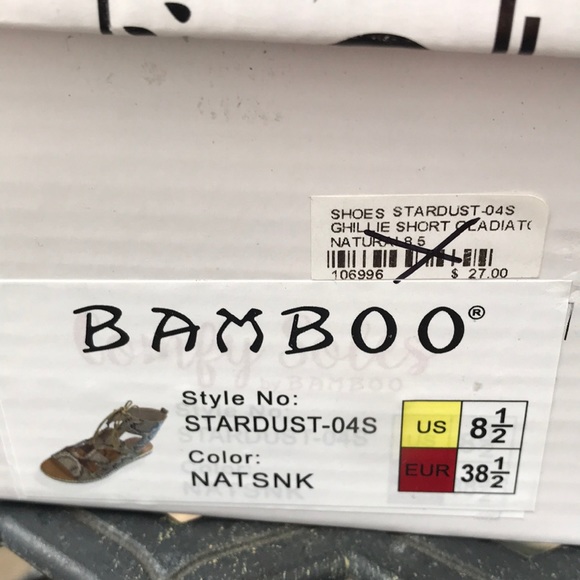 SHOES STARDUST-04S
GHILLIE SHORT GLADIAT
NATURAL 8.5
106996 $ 27.00
BAMBOO®
Style No:
STARDUST-04S
Color:
NATSNK
US 8 1/2
EUR 38 1/2